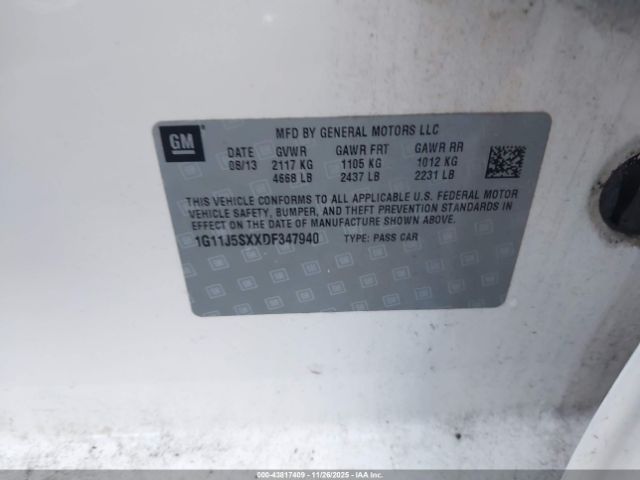 GM
MFD BY GENERAL MOTORS LLC
DATE GVWR GAWR FRT GAWR RR
08/13 2117 KG 1105 KG 1012 KG
4668 LB 2437 LB 2231 LB
THIS VEHICLE CONFORMS TO ALL APPLICABLE U.S. FEDERAL MOTOR
VEHICLE SAFETY, BUMPER, AND THEFT PREVENTION STANDARDS IN
EFFECT ON THE DATE OF MANUFACTURE SHOWN ABOVE.
1G11J5SXXDF347940 TYPE: PASS CAR
00-43817409 - 11/26/2025 - IAAI.CA